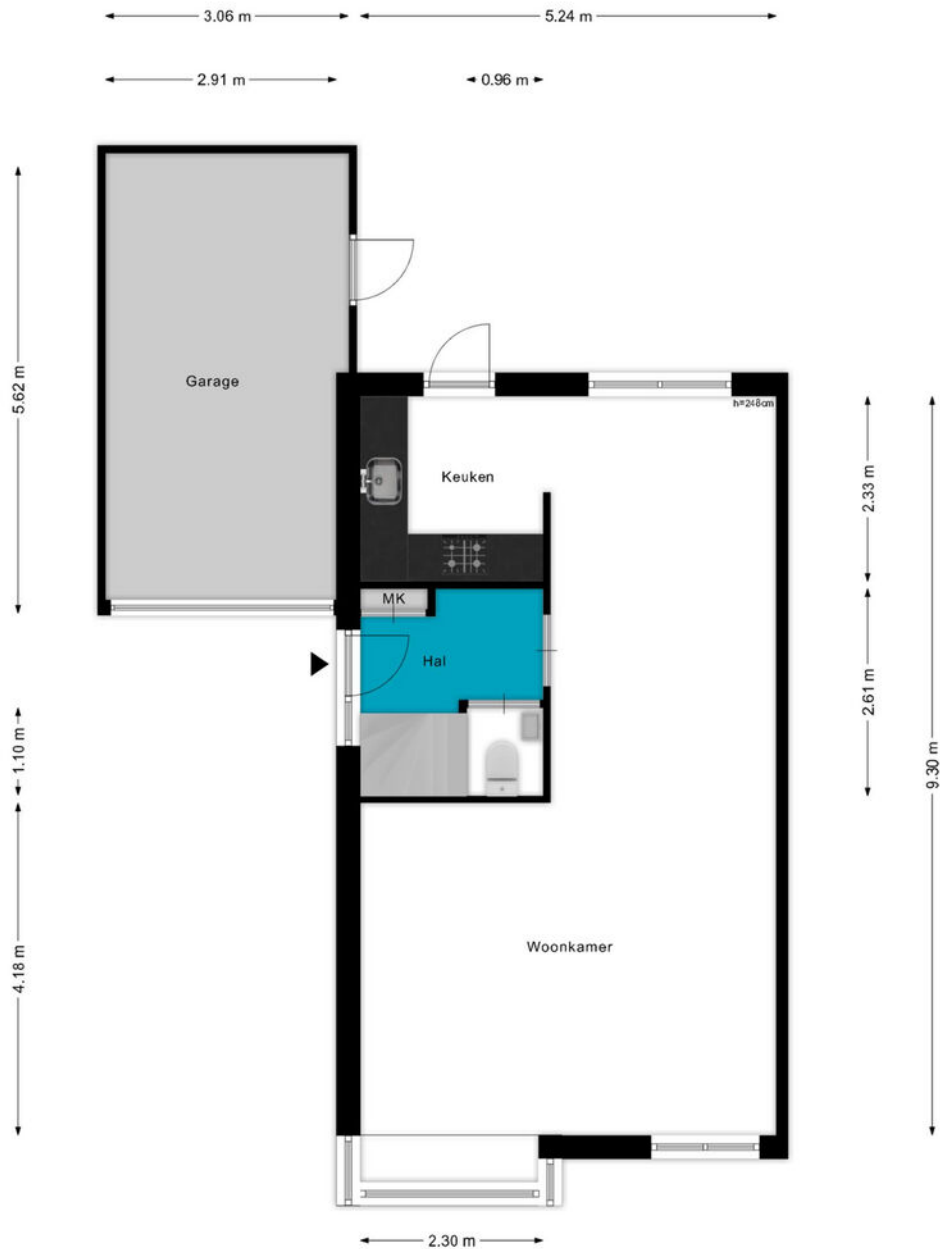 3.06 m
5.24 m
2.91 m
0.96 m
5.62 m
Garage
h=248cm
Keuken
2.33 m
MK
Hal
2.61 m
1.10 m
9.30 m
Woonkamer
4.18 m
2.30 m